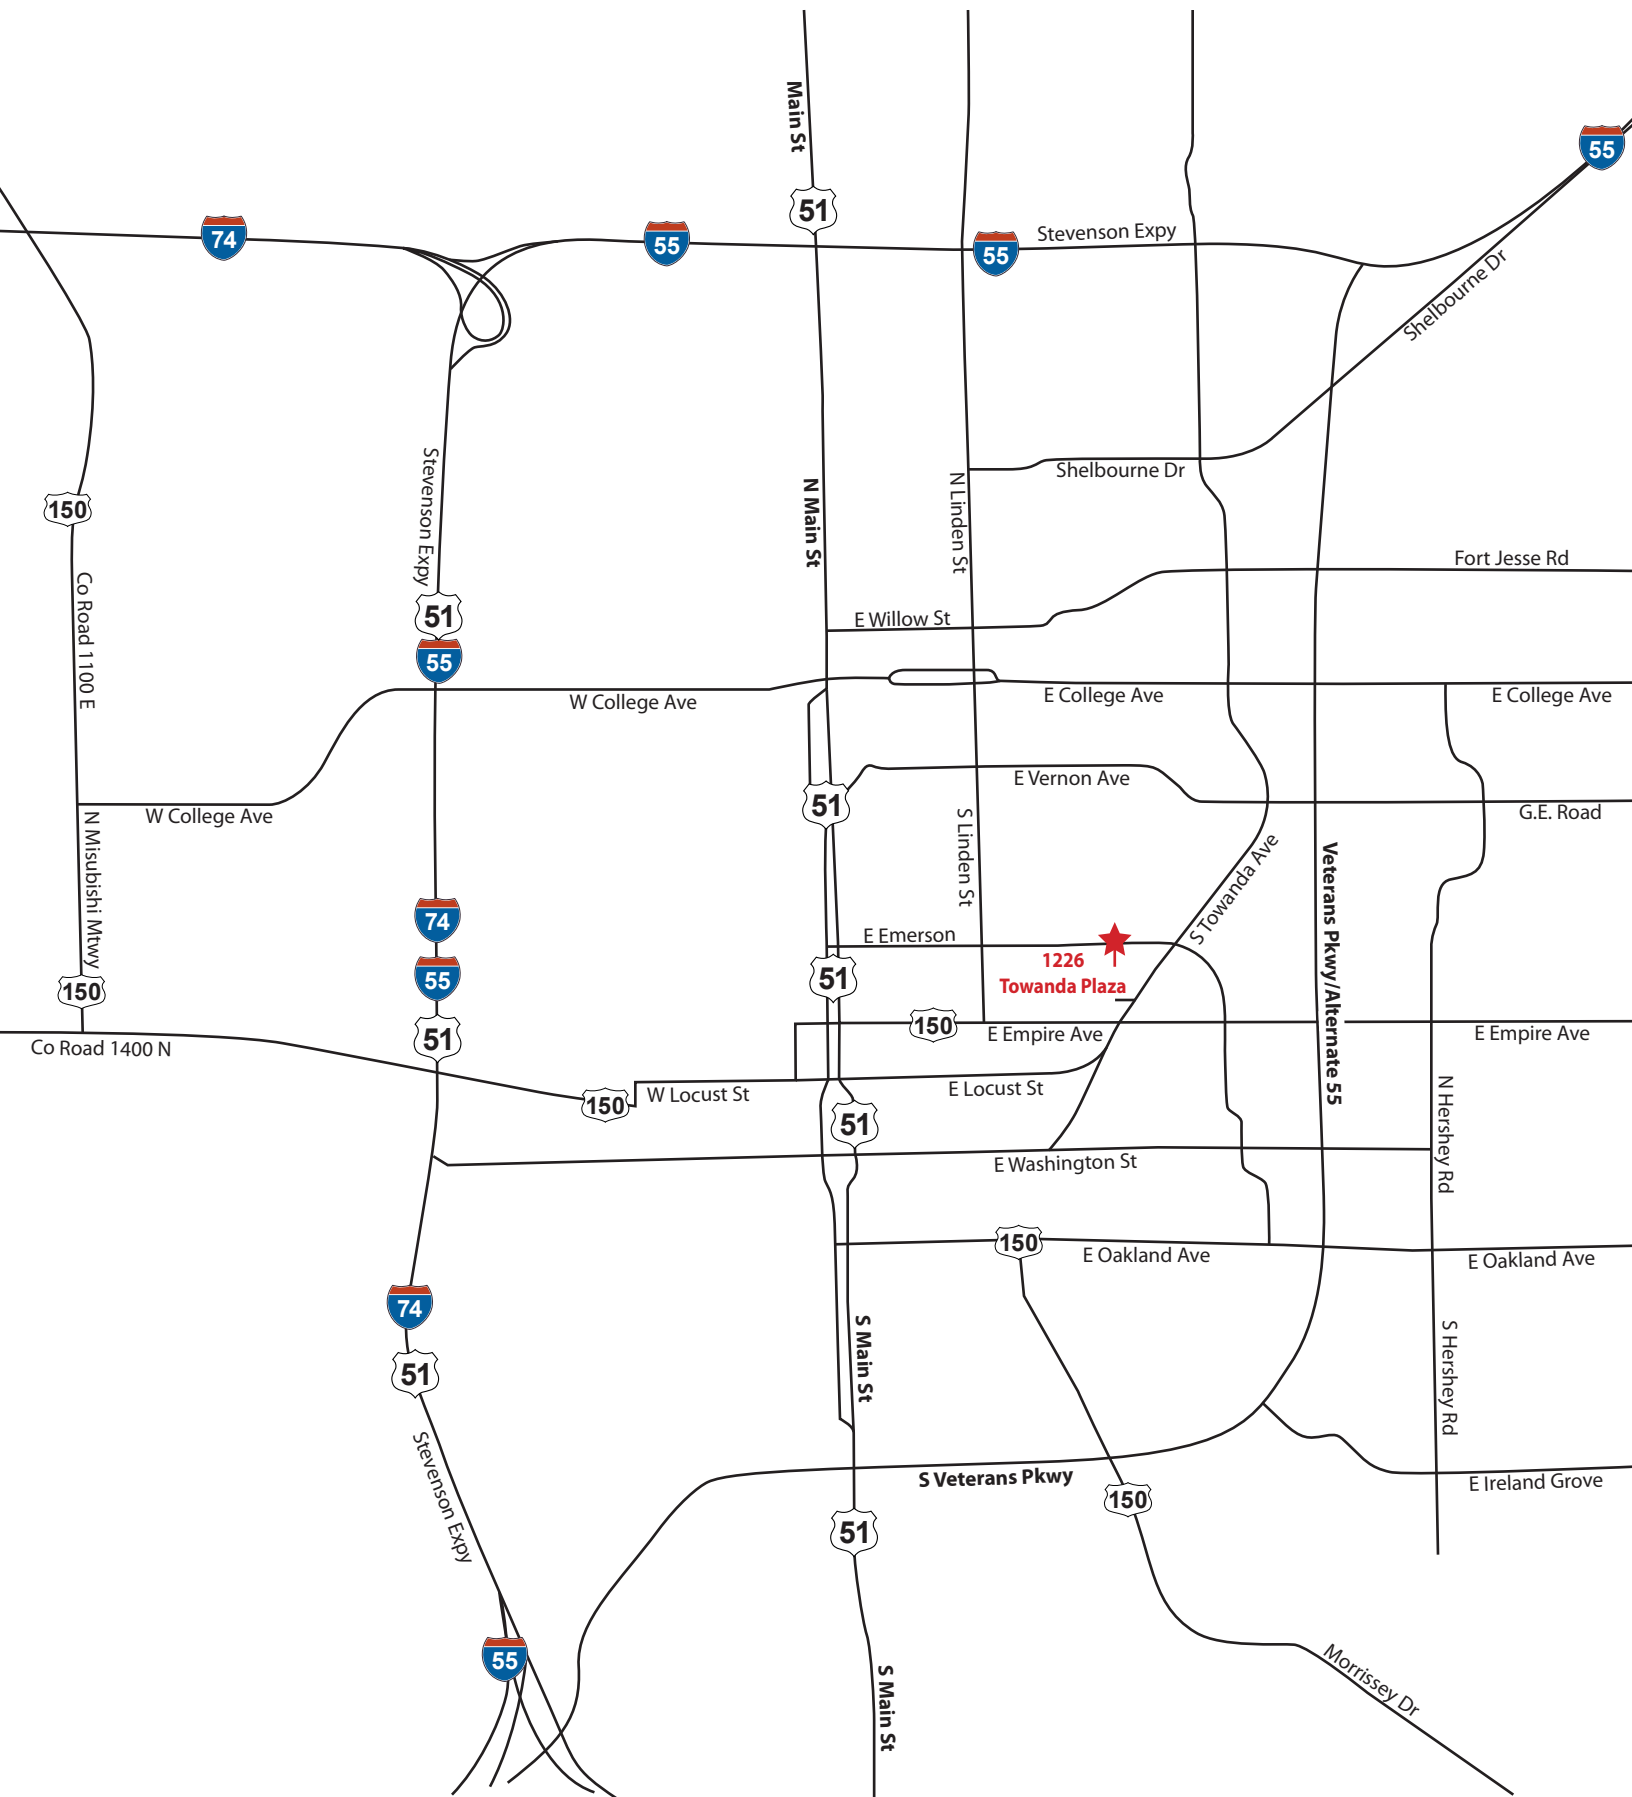 Main St
55
51
74
55
55
Stevenson Expy
Shelbourne Dr
Stevenson Expy
N Main St
N Linden St
Shelbourne Dr
150
Fort Jesse Rd
Co Road 1100 E
51
E Willow St
55
W College Ave
E College Ave
E College Ave
E Vernon Ave
51
W College Ave
G.E. Road
N Misubishi Mtwy
S Linden St
S Towanda Ave
Veterans Pkwy/Alternate 55
74
E Emerson
1226
Towanda Plaza
55
51
150
150
51
E Empire Ave
E Empire Ave
Co Road 1400 N
W Locust St
E Locust St
150
51
N Hershey Rd
E Washington St
150
E Oakland Ave
E Oakland Ave
74
51
S Main St
S Hershey Rd
Stevenson Expy
S Veterans Pkwy
E Ireland Grove
150
51
55
Morrissey Dr
S Main St